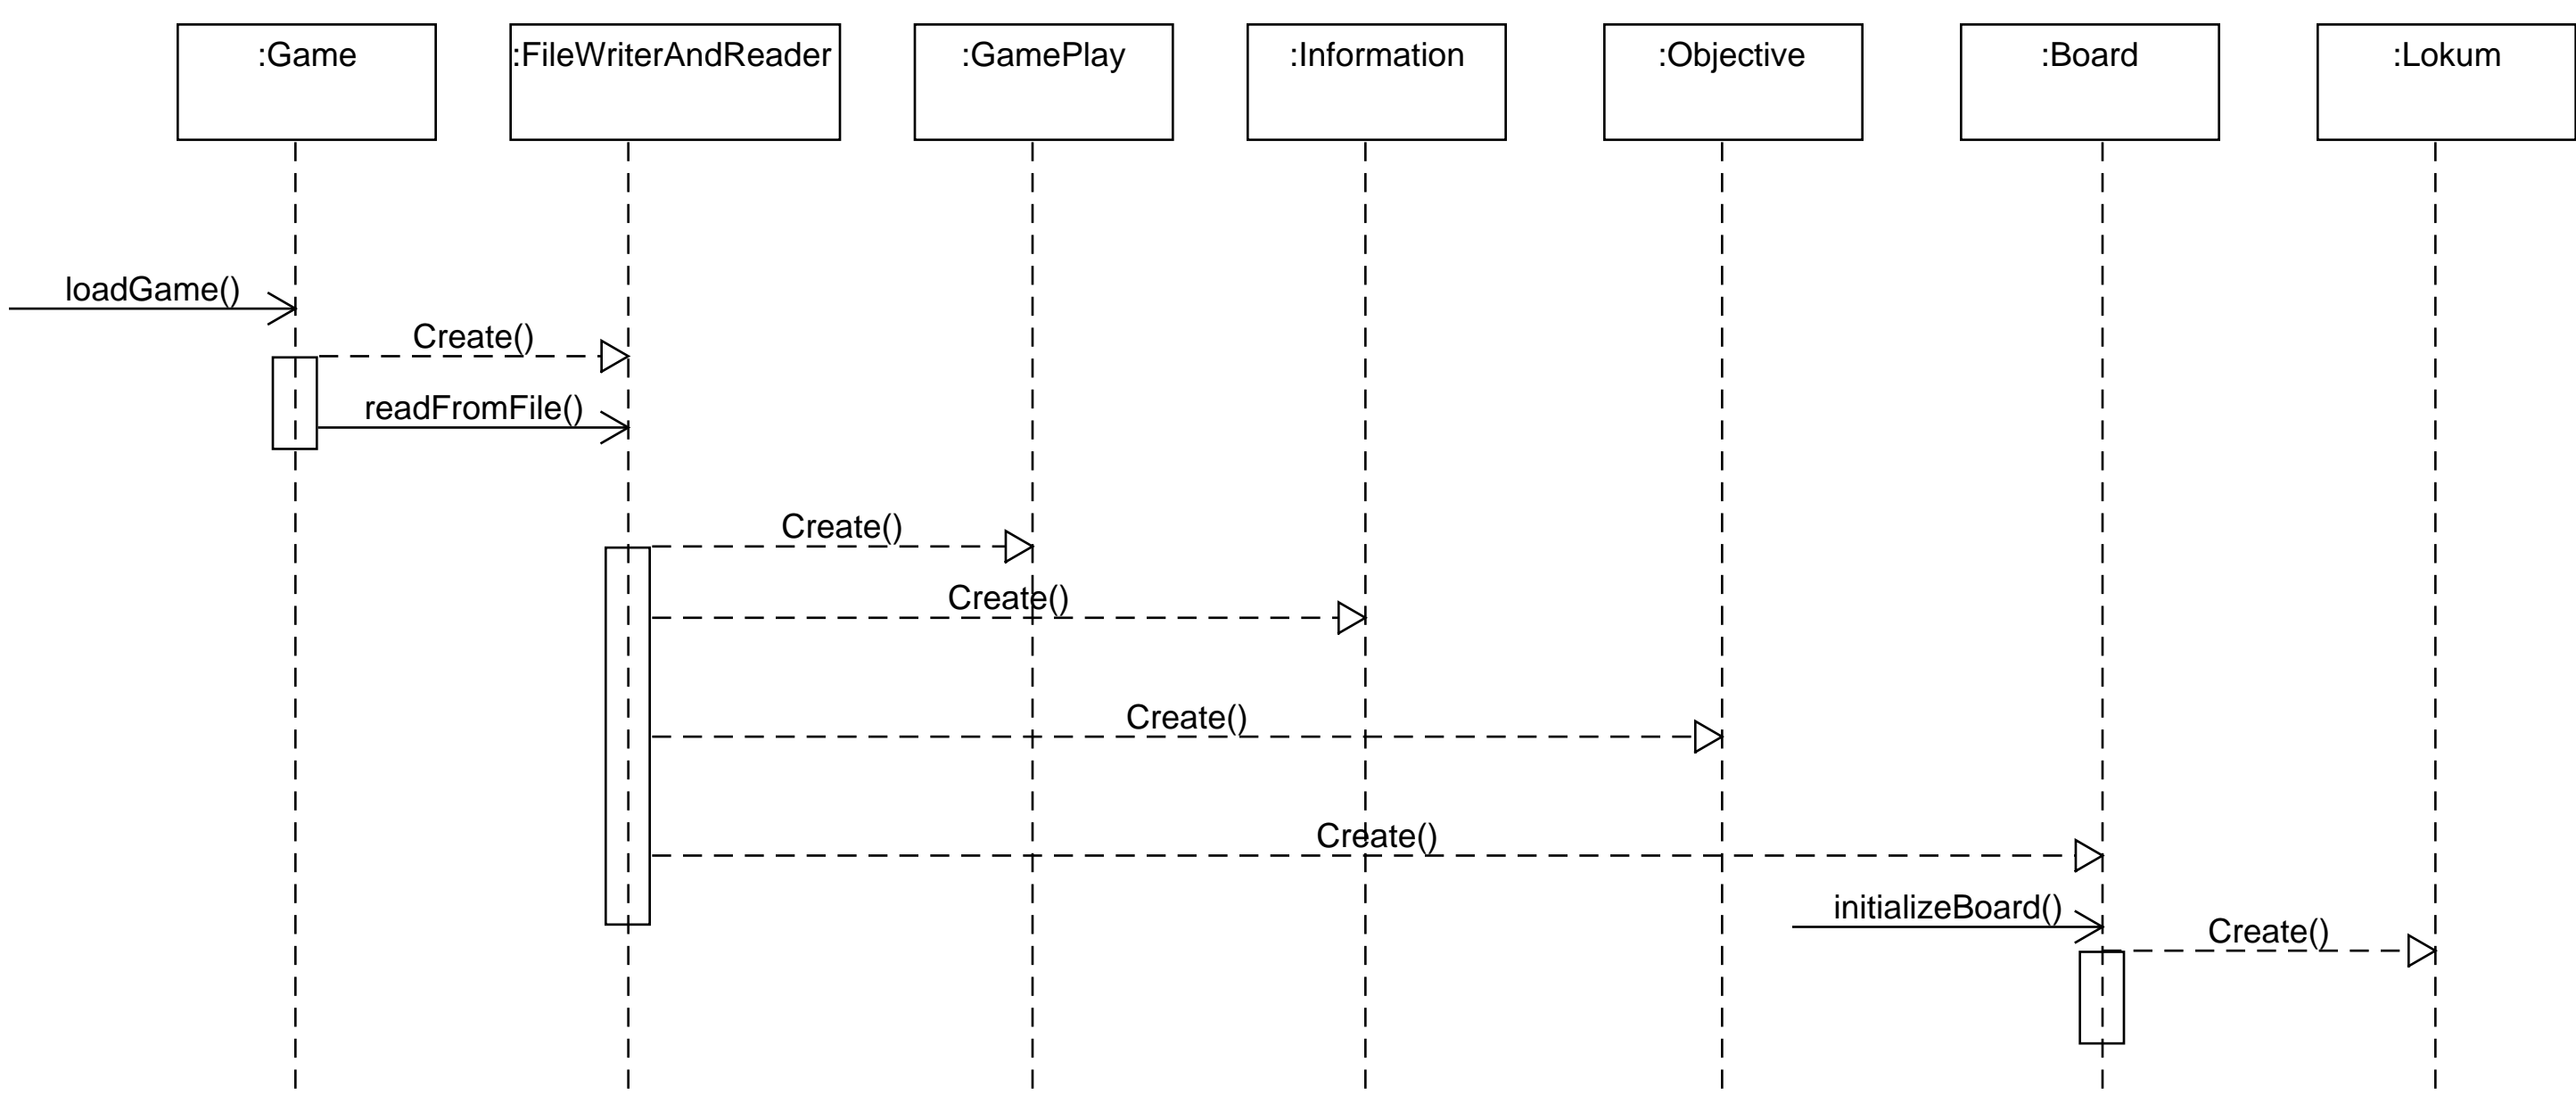 :Game
:FileWriterAndReader
:GamePlay
:Information
:Objective
:Board
:Lokum
loadGame()
Create()
readFromFile()
Create()
Create()
Create()
Create()
initializeBoard()
Create()